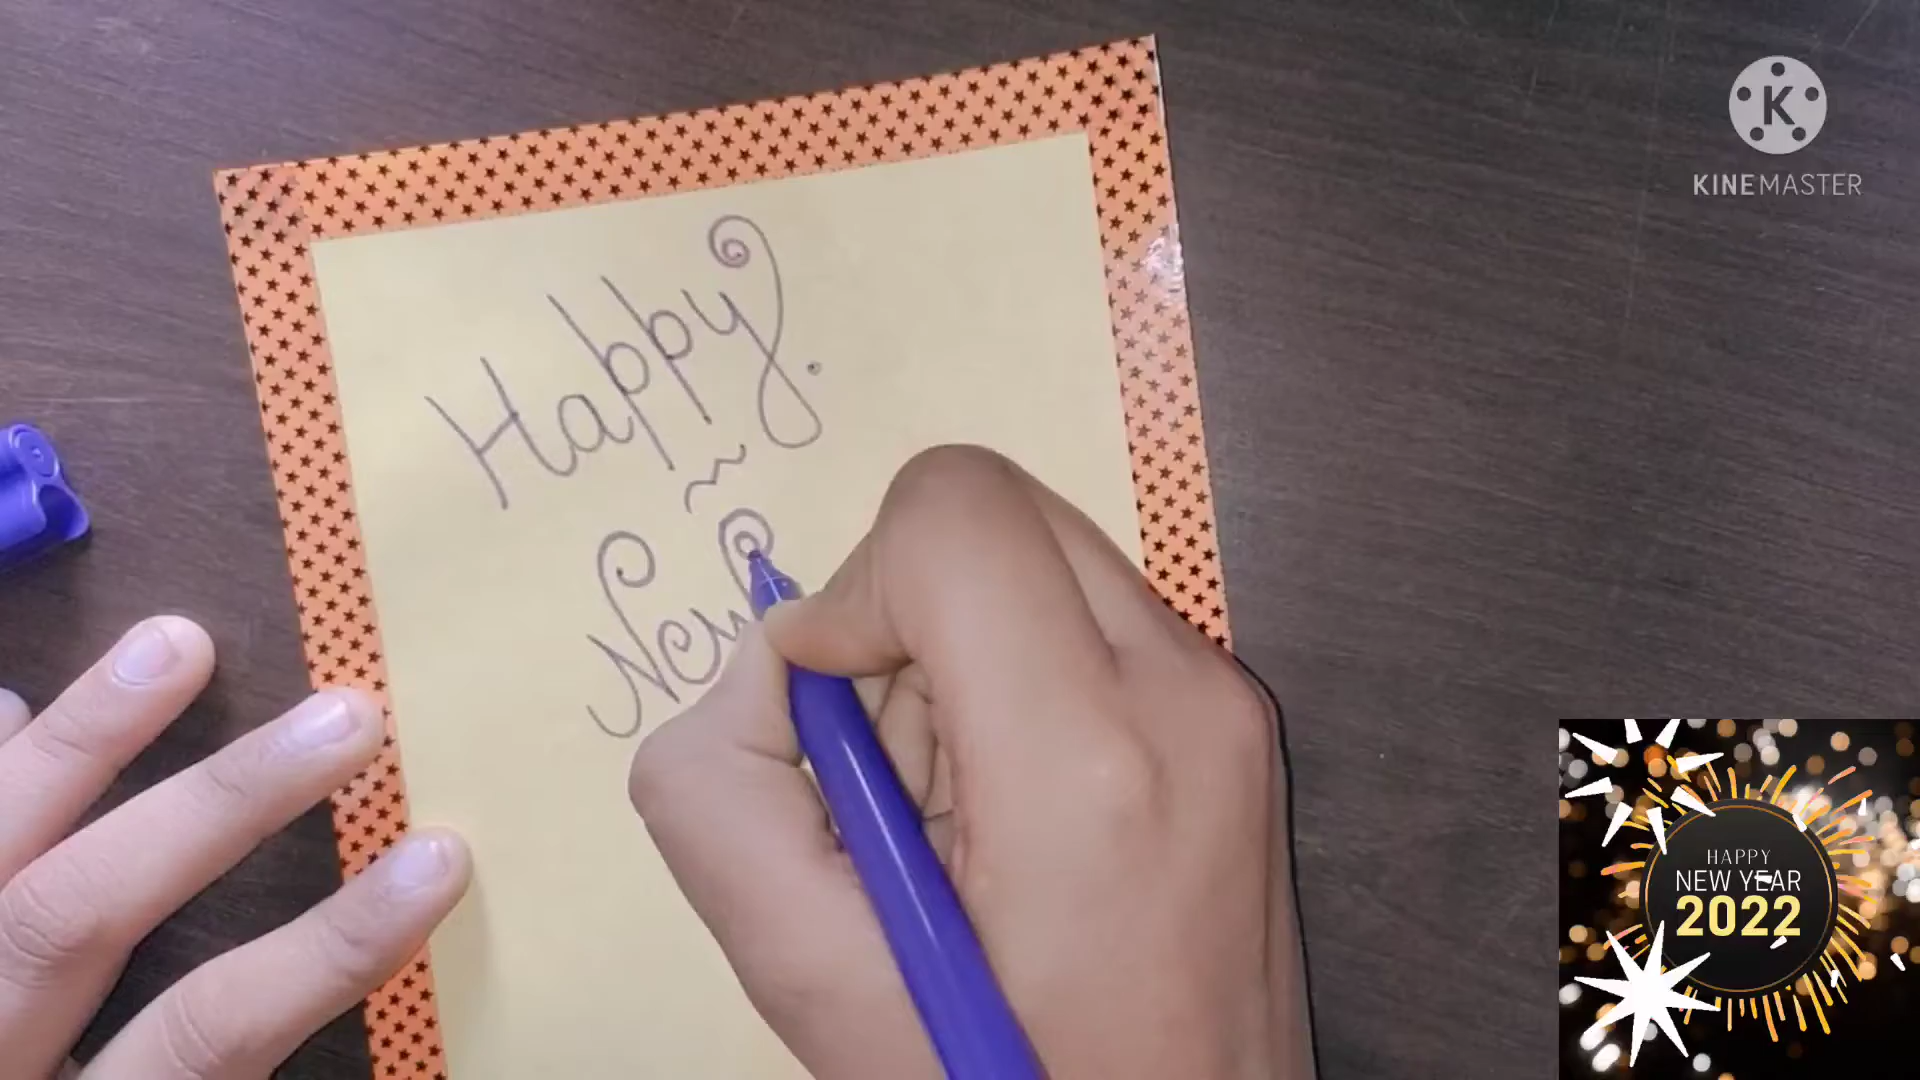 Happy.
~
New
K
KINEMASTER
HAPPY
NEW YEAR
2022